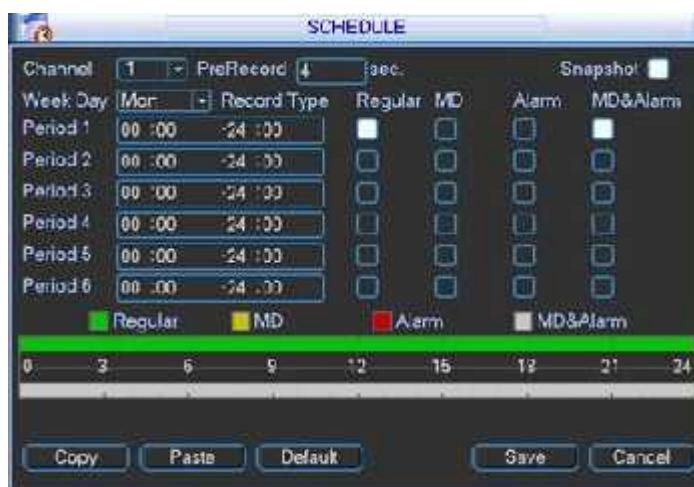 SCHEDULE
Channel 1 PreRecord 4 sec. Snapshot
Week Day Mon Record Type Regular MD Alarm MD&Alarm
Period 1 00 :00 -24 :00
Period 2 00 :00 -24 :00
Period 3 00 :00 -24 :00
Period 4 00 :00 -24 :00
Period 5 00 :00 -24 :00
Period 6 00 :00 -24 :00
Regular MD Alarm MD&Alarm
0 3 6 9 12 15 18 21 24
Copy Paste Default Save Cancel